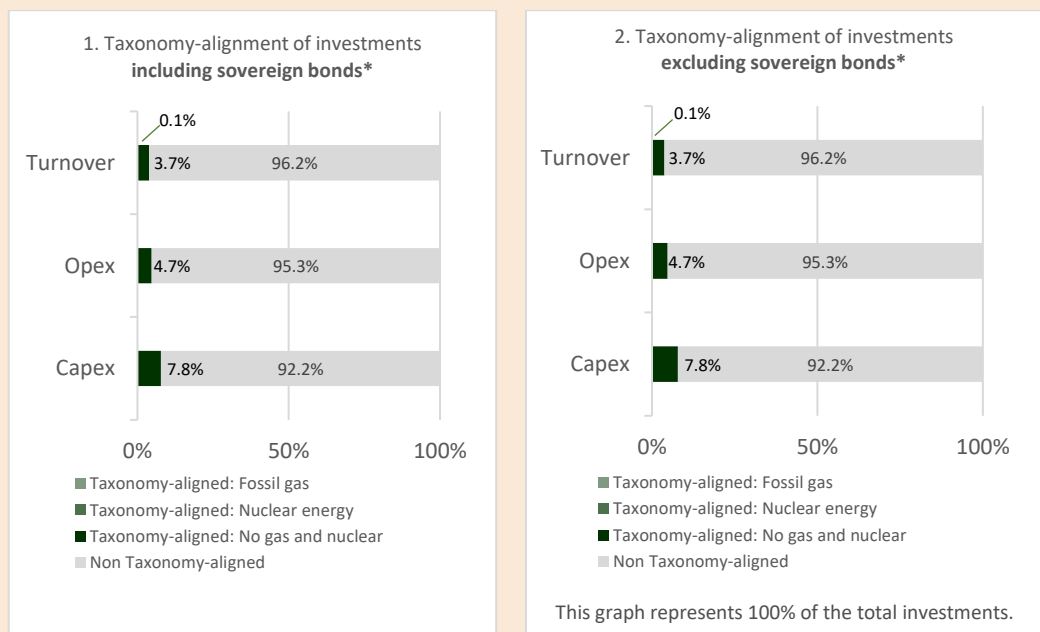 1. Taxonomy-alignment of investments
including sovereign bonds*
0.1%
Turnover 3.7% 96.2%
Opex 4.7% 95.3%
Capex 7.8% 92.2%
0% 50% 100%
Taxonomy-aligned: Fossil gas
Taxonomy-aligned: Nuclear energy
Taxonomy-aligned: No gas and nuclear
Non Taxonomy-aligned
2. Taxonomy-alignment of investments
excluding sovereign bonds*
0.1%
Turnover 3.7% 96.2%
Opex 4.7% 95.3%
Capex 7.8% 92.2%
0% 50% 100%
Taxonomy-aligned: Fossil gas
Taxonomy-aligned: Nuclear energy
Taxonomy-aligned: No gas and nuclear
Non Taxonomy-aligned
This graph represents 100% of the total investments.